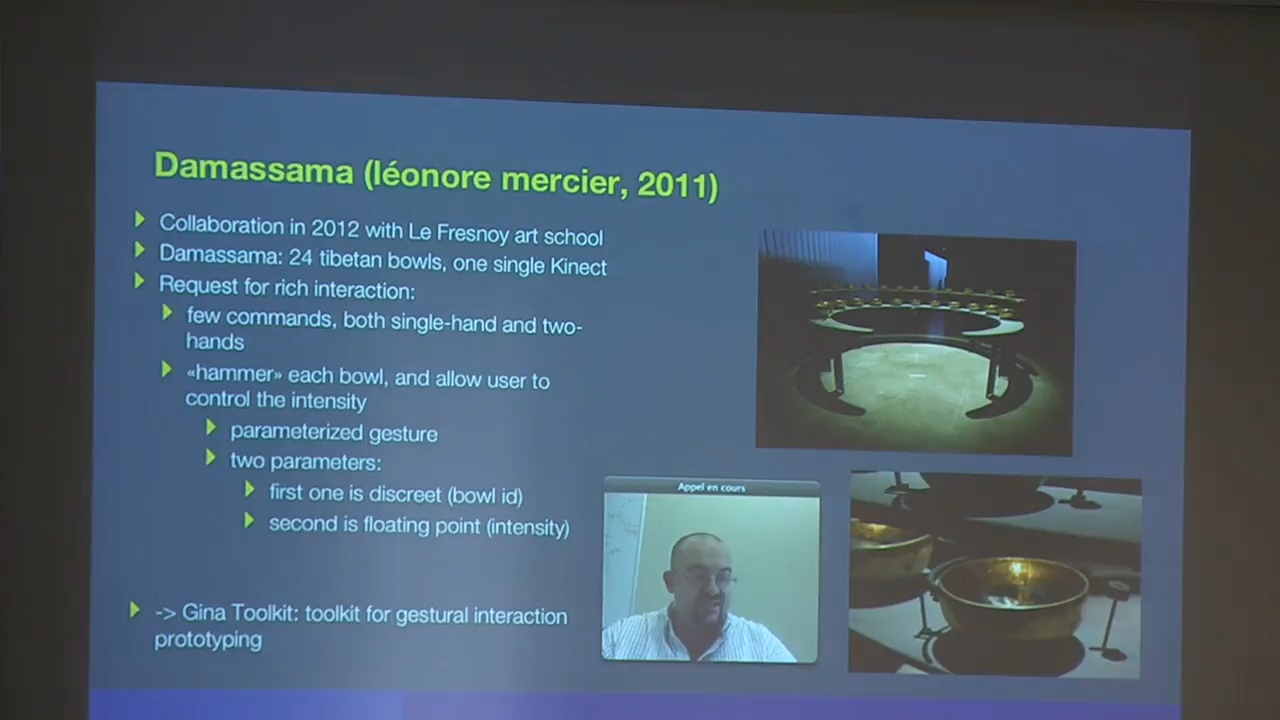 Damassama (léonore mercier, 2011)
Collaboration in 2012 with Le Fresnoy art school
Damassama: 24 tibetan bowls, one single Kinect
Request for rich interaction:
few commands, both single-hand and two-
hands
«hammer» each bowl, and allow user to
control the intensity
parameterized gesture
two parameters:
first one is discreet (bowl id)
second is floating point (intensity)
Appel en cours
-> Gina Toolkit: toolkit for gestural interaction
prototyping